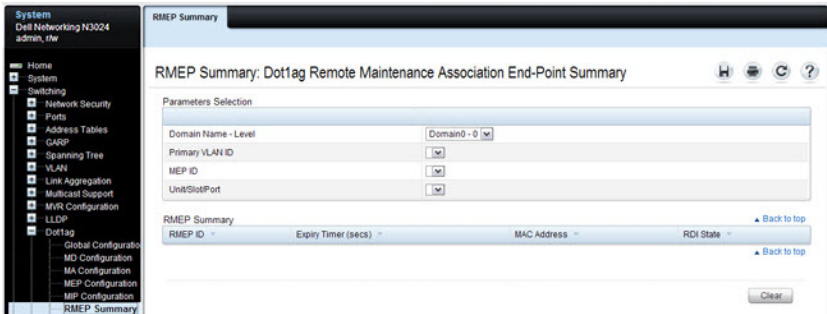 System
Dell Networking N3024
admin, r/w
Home
System
Switching
Network Security
Ports
Address Tables
GARP
Spanning Tree
VLAN
Link Aggregation
Multicast Support
MVR Configuration
LLDP
Dot1ag
Global Configuratio
MD Configuration
MA Configuration
MEP Configuration
MIP Configuration
RMEP Summary
RMEP Summary
RMEP Summary: Dot1ag Remote Maintenance Association End-Point Summary
Parameters Selection
Domain Name - Level Domain0 - 0
Primary VLAN ID
MEP ID
Unit/Slot/Port
RMEP Summary Back to top
RMEP ID Expiry Timer (secs) MAC Address RDI State
Back to top
Clear